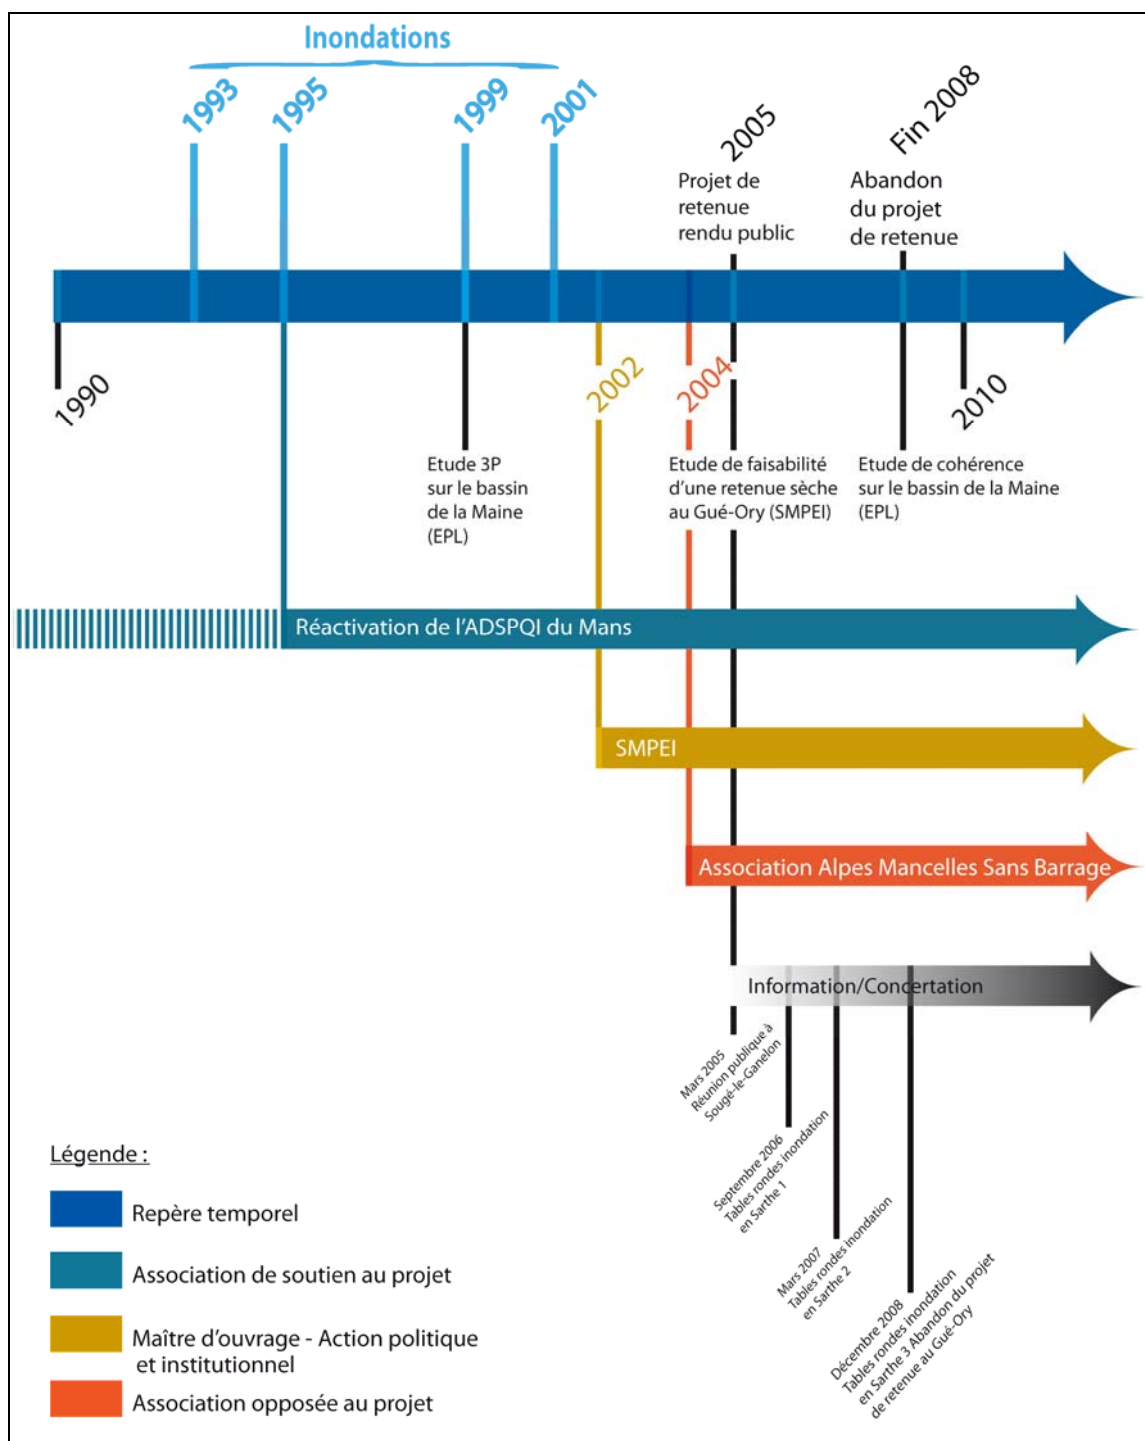 Inondations
1993
1995
1999
2001
2005
Fin 2008
Projet de
retenue
rendu public
Abandon
du projet
de retenue
1990
2002
2004
2010
Etude 3P
sur le bassin
de la Maine
(EPL)
Etude de faisabilité
d'une retenue sèche
au Gué-Ory (SMPEI)
Etude de cohérence
sur le bassin de la Maine
(EPL)
Réactivation de l'ADSPQI du Mans
SMPEI
Association Alpes Mancelles Sans Barrage
Information/Concertation
Mars 2005
Réunion publique à
Sougé-le-Ganelon
Septembre 2006
Tables rondes inondation
en Sarthe 1
Mars 2007
Tables rondes inondation
en Sarthe 2
Décembre 2008
Tables rondes inondation
en Sarthe 3 Abandon du projet
de retenue au Gué-Ory
Légende :
Repère temporel
Association de soutien au projet
Maître d'ouvrage - Action politique
et institutionnel
Association opposée au projet